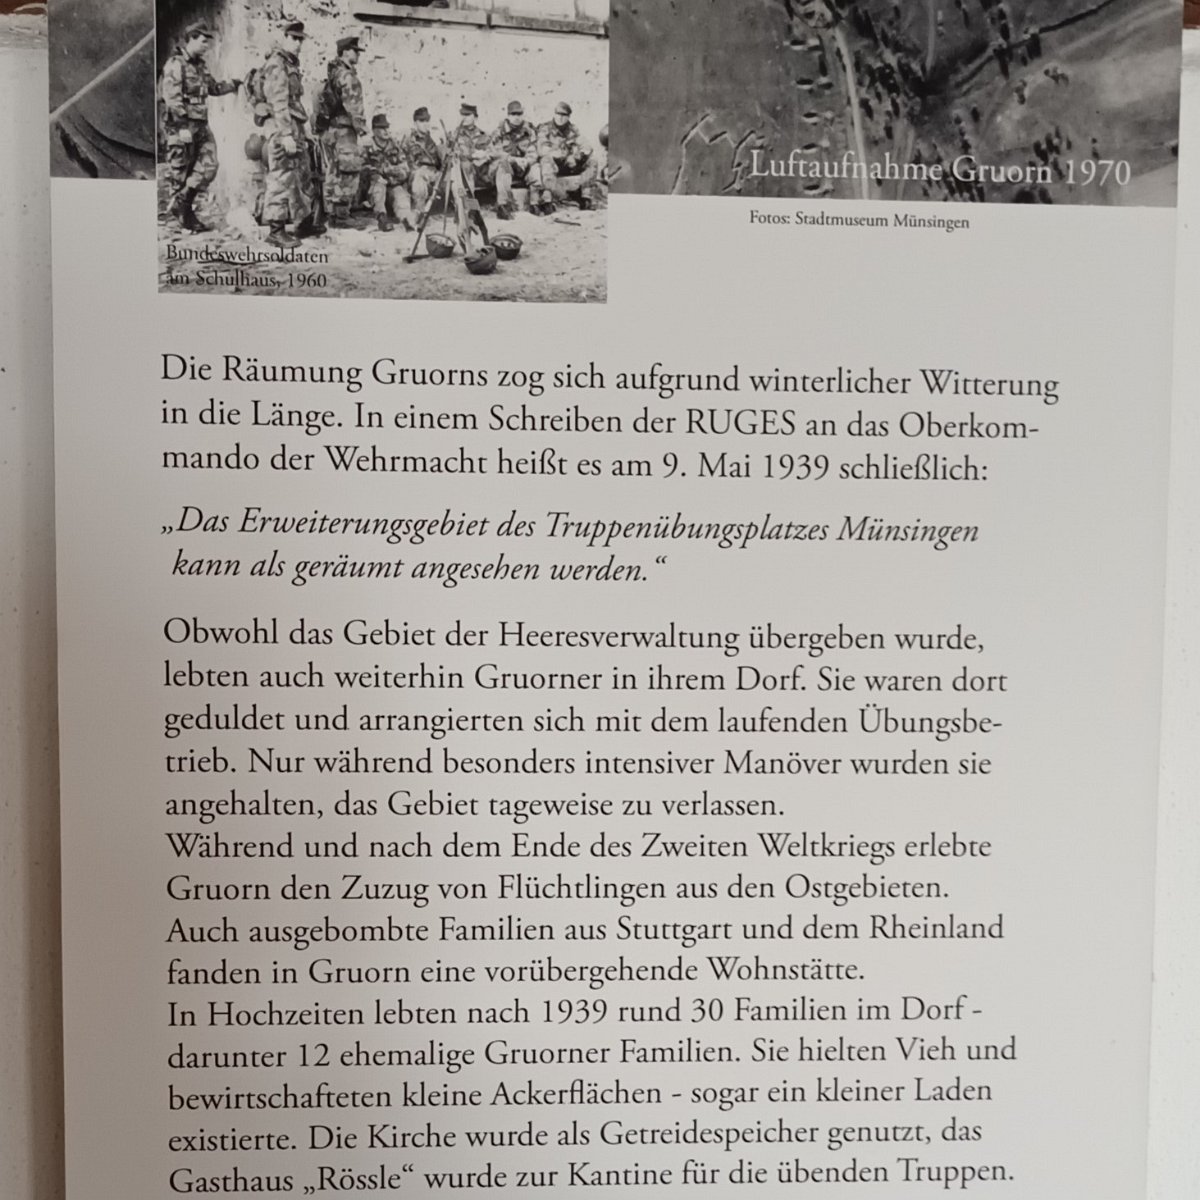 Luftaufnahme Gruorn 1970
Fotos: Stadtmuseum Münsingen
Bundeswehrsoldaten
am Schulhaus, 1960
Die Räumung Gruorns zog sich aufgrund winterlicher Witterung
in die Länge. In einem Schreiben der RUGES an das Oberkom-
mando der Wehrmacht heißt es am 9. Mai 1939 schließlich:
„Das Erweiterungsgebiet des Truppenübungsplatzes Münsingen
kann als geräumt angesehen werden.“
Obwohl das Gebiet der Heeresverwaltung übergeben wurde,
lebten auch weiterhin Gruorner in ihrem Dorf. Sie waren dort
geduldet und arrangierten sich mit dem laufenden Übungsbe-
trieb. Nur während besonders intensiver Manöver wurden sie
angehalten, das Gebiet tageweise zu verlassen.
Während und nach dem Ende des Zweiten Weltkriegs erlebte
Gruorn den Zuzug von Flüchtlingen aus den Ostgebieten.
Auch ausgebombte Familien aus Stuttgart und dem Rheinland
fanden in Gruorn eine vorübergehende Wohnstätte.
In Hochzeiten lebten nach 1939 rund 30 Familien im Dorf -
darunter 12 ehemalige Gruorner Familien. Sie hielten Vieh und
bewirtschafteten kleine Ackerflächen - sogar ein kleiner Laden
existierte. Die Kirche wurde als Getreidespeicher genutzt, das
Gasthaus „Rössle“ wurde zur Kantine für die übenden Truppen.